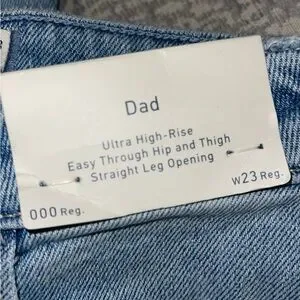 Dad
Ultra High-Rise
Easy Through Hip and Thigh
Straight Leg Opening
000 Reg.
W23 Reg.